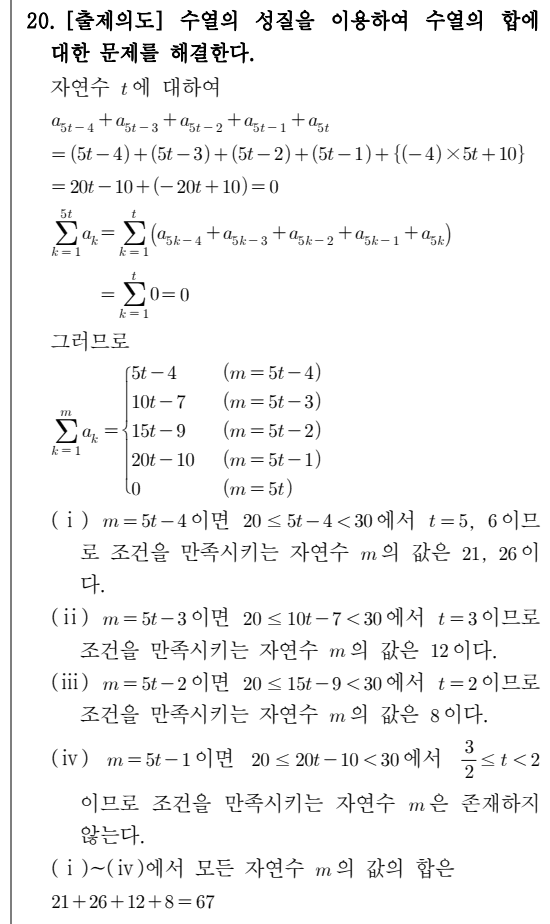 20. [출제의도] 수열의 성질을 이용하여 수열의 합에
대한 문제를 해결한다.
자연수 t에 대하여
a_{5t-4}+a_{5t-3}+a_{5t-2}+a_{5t-1}+a_{5t}
=(5t-4)+(5t-3)+(5t-2)+(5t-1)+{(-4)×5t+10}
=20t-10+(-20t+10)=0
\sum_{k=1}^{5t} a_k=\sum_{k=1}^{t}(a_{5k-4}+a_{5k-3}+a_{5k-2}+a_{5k-1}+a_{5k})
=\sum_{k=1}^{t} 0=0
그러므로
\sum_{k=1}^{m} a_k={
5t-4 (m=5t-4)
10t-7 (m=5t-3)
15t-9 (m=5t-2)
20t-10 (m=5t-1)
0 (m=5t)
(ⅰ) m=5t-4이면 20≤5t-4<30에서 t=5, 6이므
로 조건을 만족시키는 자연수 m의 값은 21, 26이
다.
(ⅱ) m=5t-3이면 20≤10t-7<30에서 t=3이므로
조건을 만족시키는 자연수 m의 값은 12이다.
(ⅲ) m=5t-2이면 20≤15t-9<30에서 t=2이므로
조건을 만족시키는 자연수 m의 값은 8이다.
(ⅳ) m=5t-1이면 20≤20t-10<30에서 \frac{3}{2}≤t<2
이므로 조건을 만족시키는 자연수 m은 존재하지
않는다.
(ⅰ)~(ⅳ)에서 모든 자연수 m의 값의 합은
21+26+12+8=67